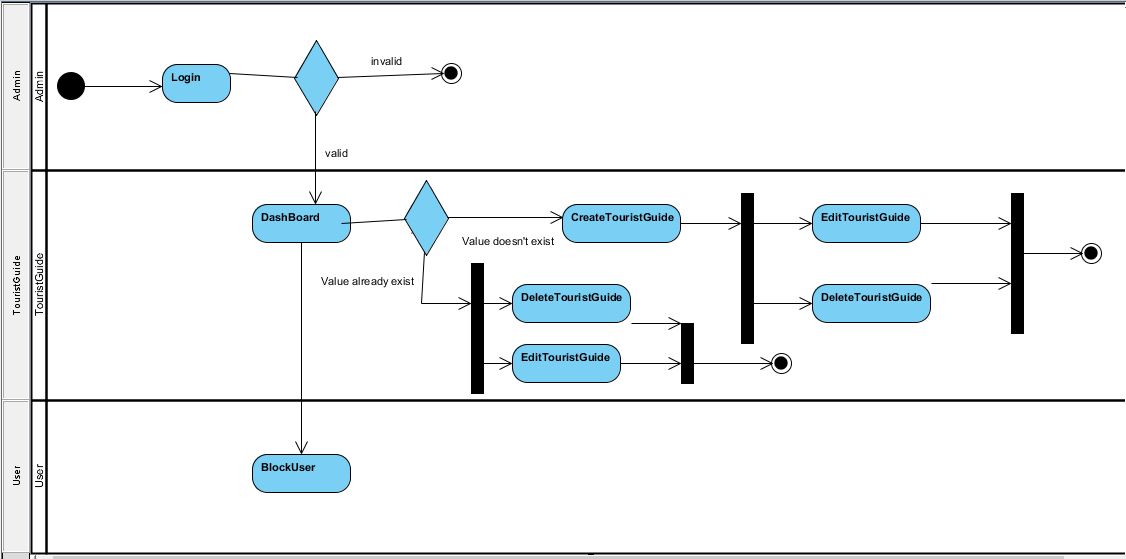 Admin
Admin
Login
invalid
valid
TouristGuide
TouristGuide
DashBoard
CreateTouristGuide
EditTouristGuide
Value doesn't exist
Value already exist
DeleteTouristGuide
DeleteTouristGuide
EditTouristGuide
User
User
BlockUser